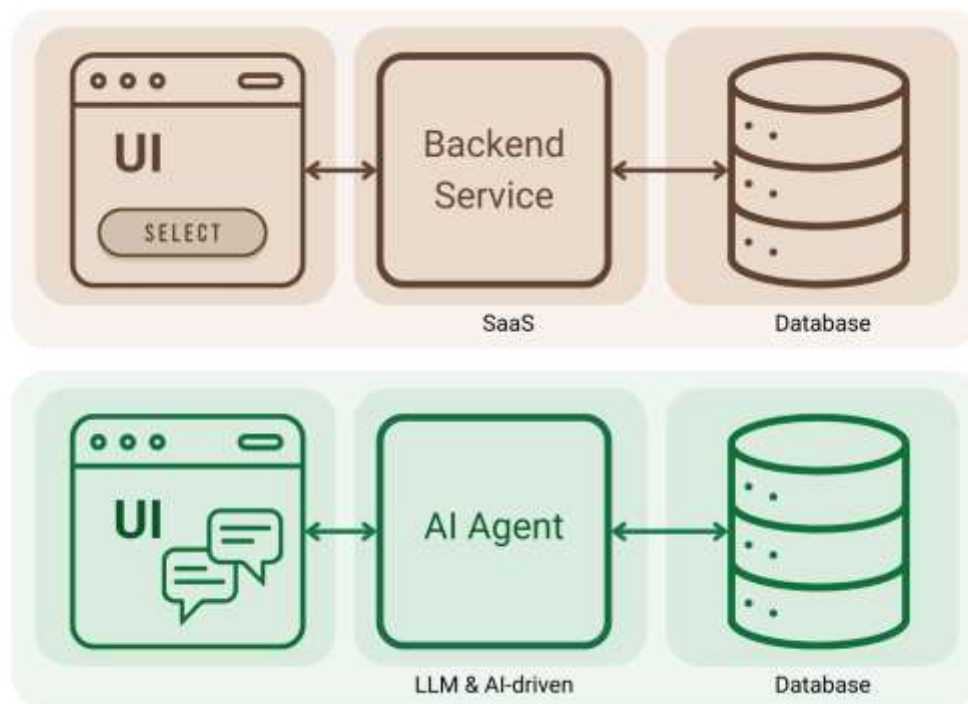 UI
SELECT
Backend
Service
SaaS
Database
UI
AI Agent
LLM & AI-driven
Database